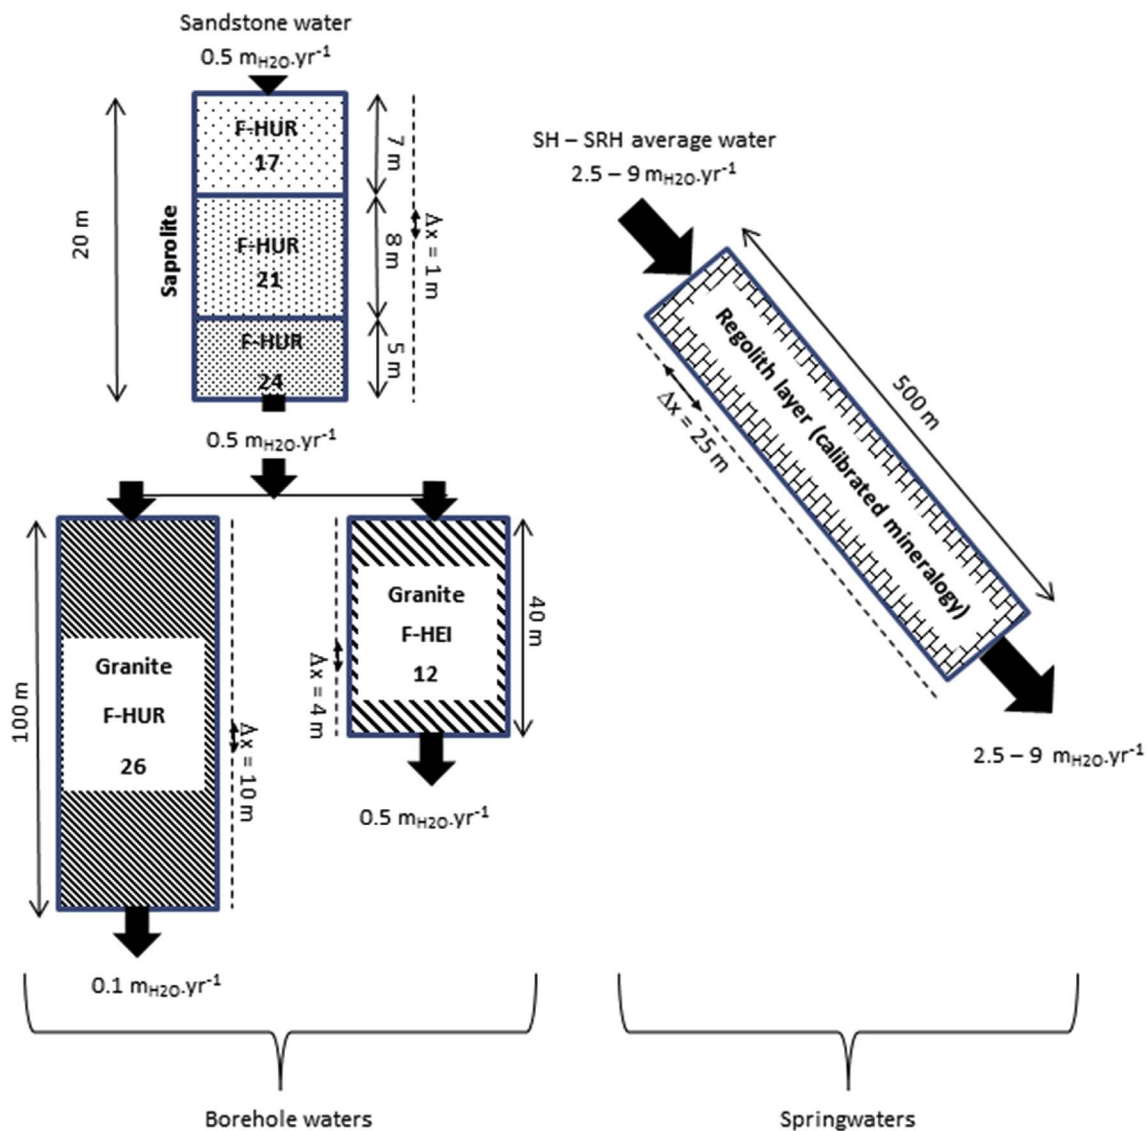 Sandstone water
0.5 mH2O.yr-1
F-HUR
17
7 m
20 m
Saprolite
F-HUR
21
8 m
Δx = 1 m
F-HUR
24
5 m
0.5 mH2O.yr-1
100 m
Granite
F-HUR
26
Δx = 10 m
0.1 mH2O.yr-1
Δx = 4 m
Granite
F-HEI
12
40 m
0.5 mH2O.yr-1
Borehole waters
SH – SRH average water
2.5 – 9 mH2O.yr-1
Regolith layer (calibrated mineralogy)
500 m
Δx = 25 m
2.5 – 9 mH2O.yr-1
Springwaters